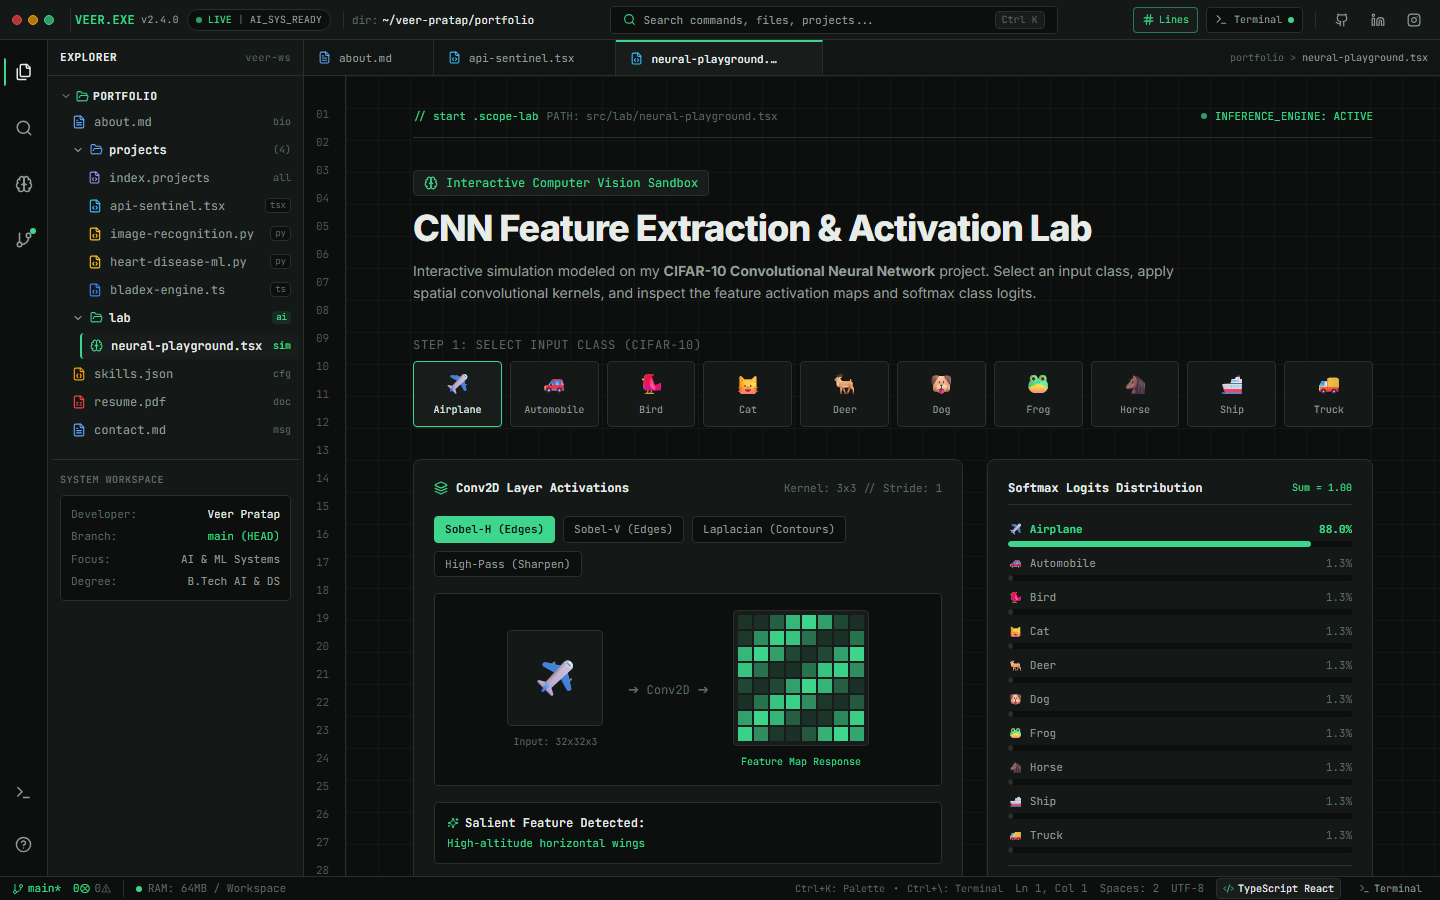 VEER.EXE v2.4.0 LIVE | AI_SYS_READY dir: ~/veer-pratap/portfolio Search commands, files, projects... Ctrl K Lines Terminal
EXPLORER veer-ws
about.md api-sentinel.tsx neural-playground.… portfolio > neural-playground.tsx
PORTFOLIO
about.md bio
projects (4)
index.projects all
api-sentinel.tsx tsx
image-recognition.py py
heart-disease-ml.py py
bladex-engine.ts ts
lab ai
neural-playground.tsx sim
skills.json cfg
resume.pdf doc
contact.md msg
SYSTEM WORKSPACE
Developer: Veer Pratap
Branch: main (HEAD)
Focus: AI & ML Systems
Degree: B.Tech AI & DS
01
02
03
04
05
06
07
08
09
10
11
12
13
14
15
16
17
18
19
20
21
22
23
24
25
26
27
28
// start .scope-lab PATH: src/lab/neural-playground.tsx INFERENCE_ENGINE: ACTIVE
Interactive Computer Vision Sandbox
CNN Feature Extraction & Activation Lab
Interactive simulation modeled on my CIFAR-10 Convolutional Neural Network project. Select an input class, apply
spatial convolutional kernels, and inspect the feature activation maps and softmax class logits.
STEP 1: SELECT INPUT CLASS (CIFAR-10)
Airplane Automobile Bird Cat Deer Dog Frog Horse Ship Truck
Conv2D Layer Activations Kernel: 3x3 // Stride: 1
Sobel-H (Edges) Sobel-V (Edges) Laplacian (Contours)
High-Pass (Sharpen)
→ Conv2D →
Input: 32x32x3
Feature Map Response
Salient Feature Detected:
High-altitude horizontal wings
Softmax Logits Distribution Sum = 1.00
Airplane 88.0%
Automobile 1.3%
Bird 1.3%
Cat 1.3%
Deer 1.3%
Dog 1.3%
Frog 1.3%
Horse 1.3%
Ship 1.3%
Truck 1.3%
main* 0 0 RAM: 64MB / Workspace Ctrl+K: Palette • Ctrl+\: Terminal Ln 1, Col 1 Spaces: 2 UTF-8 TypeScript React Terminal